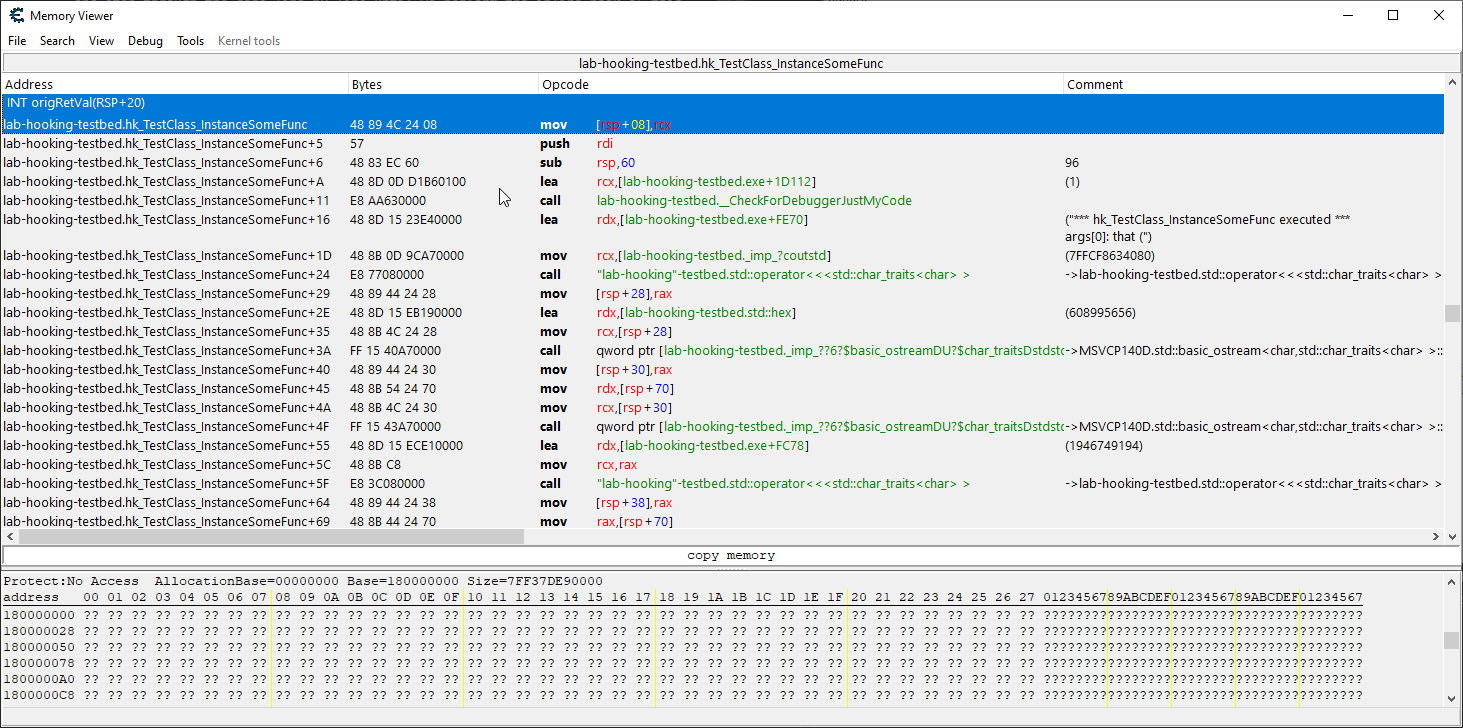 Memory Viewer
File Search View Debug Tools Kernel tools
lab-hooking-testbed.hk_TestClass_InstanceSomeFunc
Address Bytes Opcode Comment
INT origRetVal(RSP+20)
lab-hooking-testbed.hk_TestClass_InstanceSomeFunc 48 89 4C 24 08 mov [rsp+08],rcx
lab-hooking-testbed.hk_TestClass_InstanceSomeFunc+5 57 push rdi
lab-hooking-testbed.hk_TestClass_InstanceSomeFunc+6 48 83 EC 60 sub rsp,60 96
lab-hooking-testbed.hk_TestClass_InstanceSomeFunc+A 48 8D 0D D1B60100 lea rcx,[lab-hooking-testbed.exe+1D112] (1)
lab-hooking-testbed.hk_TestClass_InstanceSomeFunc+11 E8 AA630000 call lab-hooking-testbed.__CheckForDebuggerJustMyCode
lab-hooking-testbed.hk_TestClass_InstanceSomeFunc+16 48 8D 15 23E40000 lea rdx,[lab-hooking-testbed.exe+FE70] ("*** hk_TestClass_InstanceSomeFunc executed ***
args[0]: that (")
lab-hooking-testbed.hk_TestClass_InstanceSomeFunc+1D 48 8B 0D 9CA70000 mov rcx,[lab-hooking-testbed._imp_?coutstd] (7FFCF8634080)
lab-hooking-testbed.hk_TestClass_InstanceSomeFunc+24 E8 77080000 call "lab-hooking"-testbed.std::operator<<<std::char_traits<char> > ->lab-hooking-testbed.std::operator<<<std::char_traits<char> >
lab-hooking-testbed.hk_TestClass_InstanceSomeFunc+29 48 89 44 24 28 mov [rsp+28],rax
lab-hooking-testbed.hk_TestClass_InstanceSomeFunc+2E 48 8D 15 EB190000 lea rdx,[lab-hooking-testbed.std::hex] (608995656)
lab-hooking-testbed.hk_TestClass_InstanceSomeFunc+35 48 8B 4C 24 28 mov rcx,[rsp+28]
lab-hooking-testbed.hk_TestClass_InstanceSomeFunc+3A FF 15 40A70000 call qword ptr [lab-hooking-testbed._imp_??6?$basic_ostreamDU?$char_traitsDstdstd ->MSVCP140D.std::basic_ostream<char,std::char_traits<char> >::
lab-hooking-testbed.hk_TestClass_InstanceSomeFunc+40 48 89 44 24 30 mov [rsp+30],rax
lab-hooking-testbed.hk_TestClass_InstanceSomeFunc+45 48 8B 54 24 70 mov rdx,[rsp+70]
lab-hooking-testbed.hk_TestClass_InstanceSomeFunc+4A 48 8B 4C 24 30 mov rcx,[rsp+30]
lab-hooking-testbed.hk_TestClass_InstanceSomeFunc+4F FF 15 43A70000 call qword ptr [lab-hooking-testbed._imp_??6?$basic_ostreamDU?$char_traitsDstdstd ->MSVCP140D.std::basic_ostream<char,std::char_traits<char> >::
lab-hooking-testbed.hk_TestClass_InstanceSomeFunc+55 48 8D 15 ECE10000 lea rdx,[lab-hooking-testbed.exe+FC78] (1946749194)
lab-hooking-testbed.hk_TestClass_InstanceSomeFunc+5C 48 8B C8 mov rcx,rax
lab-hooking-testbed.hk_TestClass_InstanceSomeFunc+5F E8 3C080000 call "lab-hooking"-testbed.std::operator<<<std::char_traits<char> > ->lab-hooking-testbed.std::operator<<<std::char_traits<char> >
lab-hooking-testbed.hk_TestClass_InstanceSomeFunc+64 48 89 44 24 38 mov [rsp+38],rax
lab-hooking-testbed.hk_TestClass_InstanceSomeFunc+69 48 8B 44 24 70 mov rax,[rsp+70]
copy memory
Protect:No Access AllocationBase=00000000 Base=180000000 Size=7FF37DE90000
address 00 01 02 03 04 05 06 07 08 09 0A 0B 0C 0D 0E 0F 10 11 12 13 14 15 16 17 18 19 1A 1B 1C 1D 1E 1F 20 21 22 23 24 25 26 27 0123456789ABCDEF0123456789ABCDEF01234567
180000000 ?? ?? ?? ?? ?? ?? ?? ?? ?? ?? ?? ?? ?? ?? ?? ?? ?? ?? ?? ?? ?? ?? ?? ?? ?? ?? ?? ?? ?? ?? ?? ?? ?? ?? ?? ?? ?? ?? ?? ?? ????????????????????????????????????????
180000028 ?? ?? ?? ?? ?? ?? ?? ?? ?? ?? ?? ?? ?? ?? ?? ?? ?? ?? ?? ?? ?? ?? ?? ?? ?? ?? ?? ?? ?? ?? ?? ?? ?? ?? ?? ?? ?? ?? ?? ?? ????????????????????????????????????????
180000050 ?? ?? ?? ?? ?? ?? ?? ?? ?? ?? ?? ?? ?? ?? ?? ?? ?? ?? ?? ?? ?? ?? ?? ?? ?? ?? ?? ?? ?? ?? ?? ?? ?? ?? ?? ?? ?? ?? ?? ?? ????????????????????????????????????????
180000078 ?? ?? ?? ?? ?? ?? ?? ?? ?? ?? ?? ?? ?? ?? ?? ?? ?? ?? ?? ?? ?? ?? ?? ?? ?? ?? ?? ?? ?? ?? ?? ?? ?? ?? ?? ?? ?? ?? ?? ?? ????????????????????????????????????????
1800000A0 ?? ?? ?? ?? ?? ?? ?? ?? ?? ?? ?? ?? ?? ?? ?? ?? ?? ?? ?? ?? ?? ?? ?? ?? ?? ?? ?? ?? ?? ?? ?? ?? ?? ?? ?? ?? ?? ?? ?? ?? ????????????????????????????????????????
1800000C8 ?? ?? ?? ?? ?? ?? ?? ?? ?? ?? ?? ?? ?? ?? ?? ?? ?? ?? ?? ?? ?? ?? ?? ?? ?? ?? ?? ?? ?? ?? ?? ?? ?? ?? ?? ?? ?? ?? ?? ?? ????????????????????????????????????????